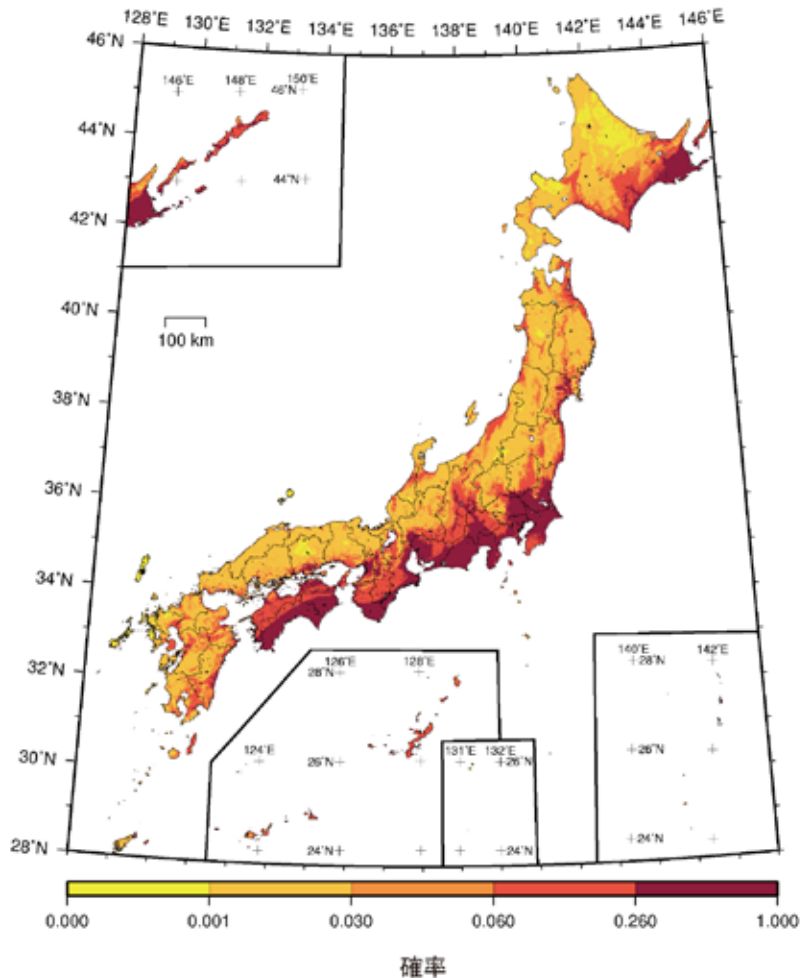 128°E 130°E 132°E 134°E 136°E 138°E 140°E 142°E 144°E 146°E
46°N
146°E 148°E 150°E
46°N
44°N
44°N
42°N
40°N
100 km
38°N
36°N
34°N
32°N
126°E 128°E
28°N
140°E 142°E
28°N
30°N
124°E
26°N
131°E 132°E
26°N
26°N
28°N
24°N
24°N
24°N
0.000 0.001 0.030 0.060 0.260 1.000
確率